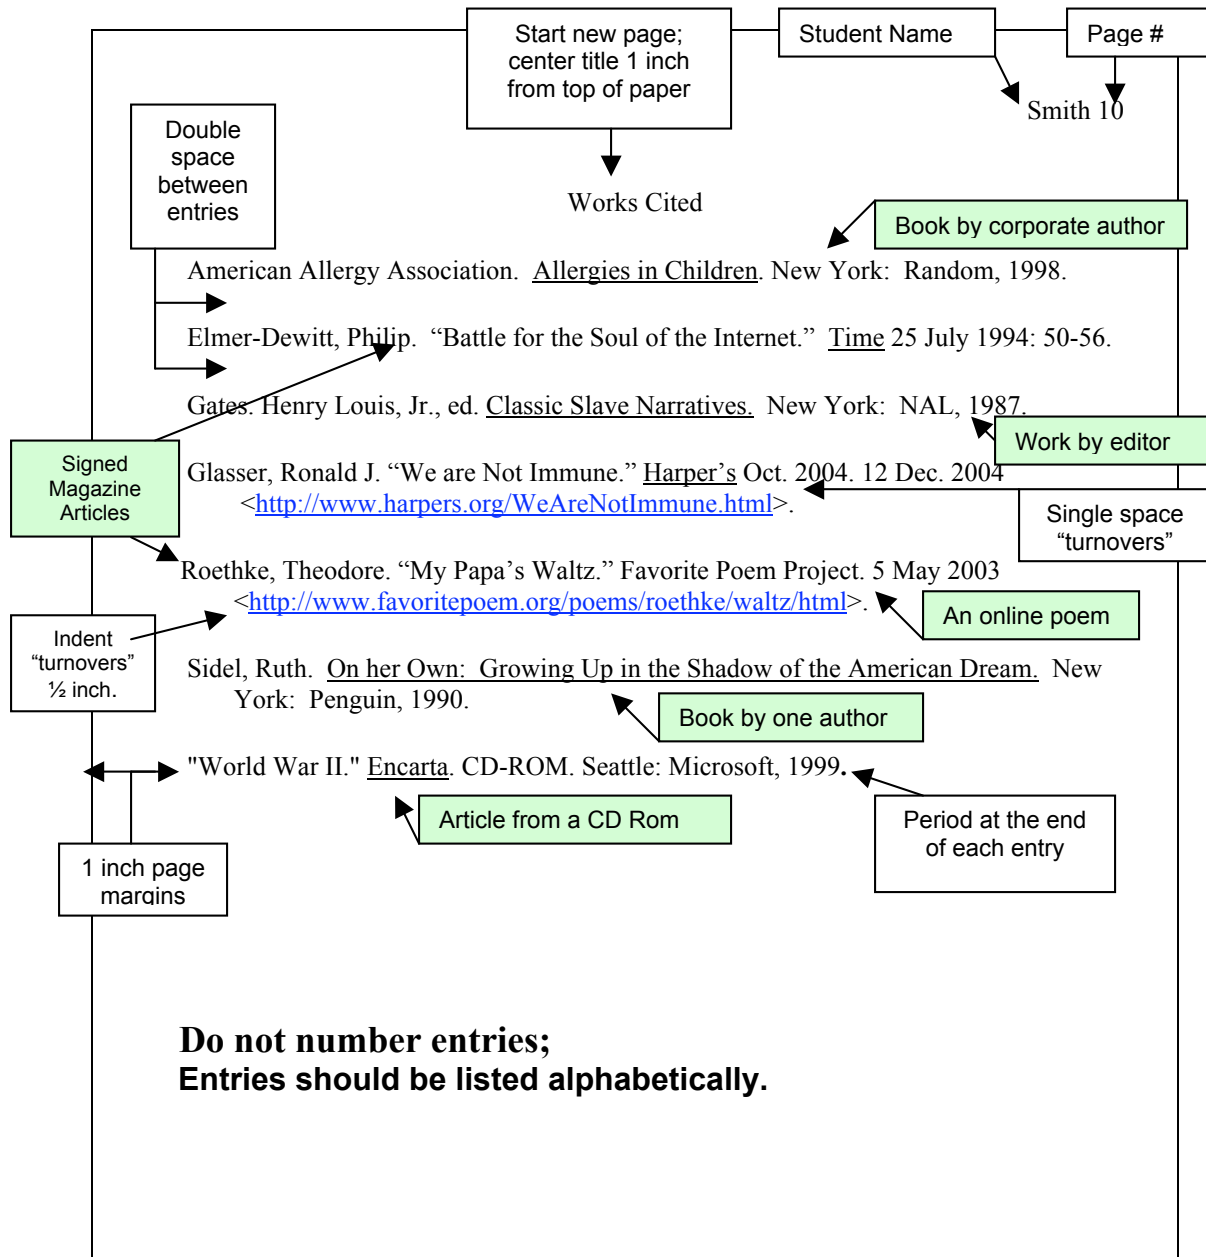 Start new page;
center title 1 inch
from top of paper
Student Name
Page #
Smith 10
Double
space
between
entries
Works Cited
Book by corporate author
American Allergy Association.  Allergies in Children. New York:  Random, 1998.
Elmer-Dewitt, Philip.  “Battle for the Soul of the Internet.”  Time 25 July 1994: 50-56.
Gates. Henry Louis, Jr., ed. Classic Slave Narratives.  New York:  NAL, 1987.
Work by editor
Signed
Magazine
Articles
Glasser, Ronald J. “We are Not Immune.” Harper’s Oct. 2004. 12 Dec. 2004
<http://www.harpers.org/WeAreNotImmune.html>.
Single space
“turnovers”
Roethke, Theodore. “My Papa’s Waltz.” Favorite Poem Project. 5 May 2003
<http://www.favoritepoem.org/poems/roethke/waltz/html>.
An online poem
Indent
“turnovers”
½ inch.
Sidel, Ruth.  On her Own:  Growing Up in the Shadow of the American Dream.  New
York:  Penguin, 1990.
Book by one author
"World War II." Encarta. CD-ROM. Seattle: Microsoft, 1999.
Article from a CD Rom
Period at the end
of each entry
1 inch page
margins
Do not number entries;
Entries should be listed alphabetically.